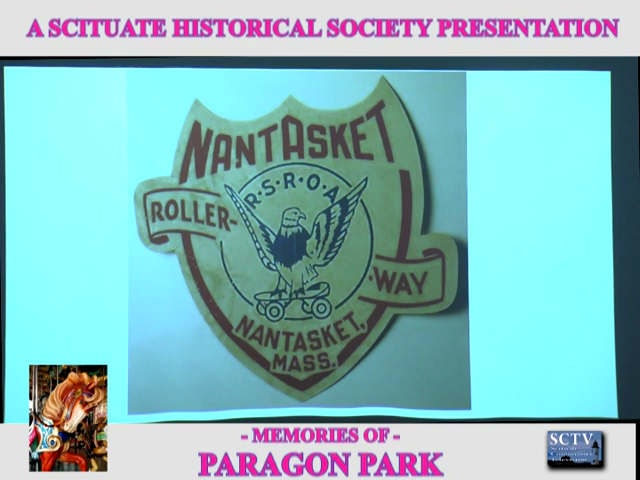 A SCITUATE HISTORICAL SOCIETY PRESENTATION
NANTASKET
R·S·R·O·A
ROLLER-
·WAY
NANTASKET,
MASS.
- MEMORIES OF -
PARAGON PARK
SCTV